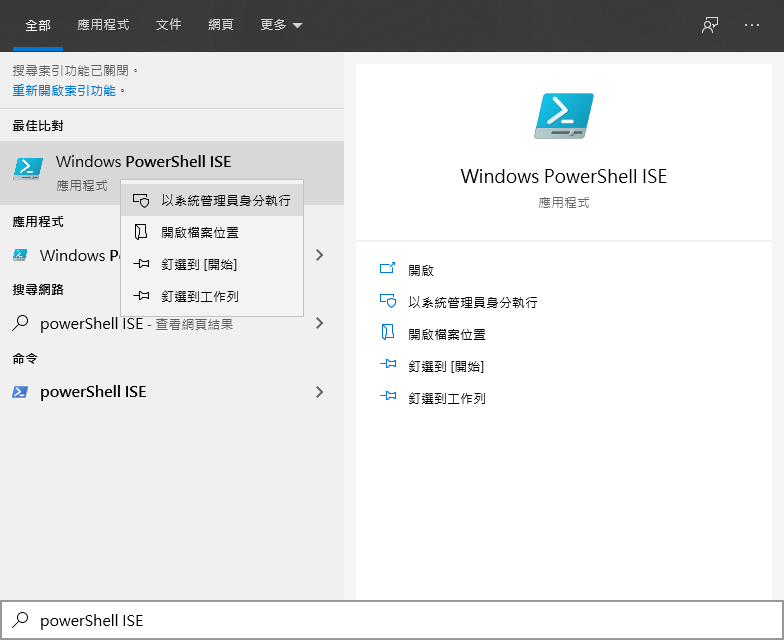 全部 應用程式 文件 網頁 更多
搜尋索引功能已關閉。
重新開啟索引功能。
最佳比對
Windows PowerShell ISE
應用程式
以系統管理員身分執行
開啟檔案位置
釘選到 [開始]
釘選到工作列
應用程式
Windows P
搜尋網路
powerShell ISE - 查看網頁結果
命令
powerShell ISE
Windows PowerShell ISE
應用程式
開啟
以系統管理員身分執行
開啟檔案位置
釘選到 [開始]
釘選到工作列
powerShell ISE